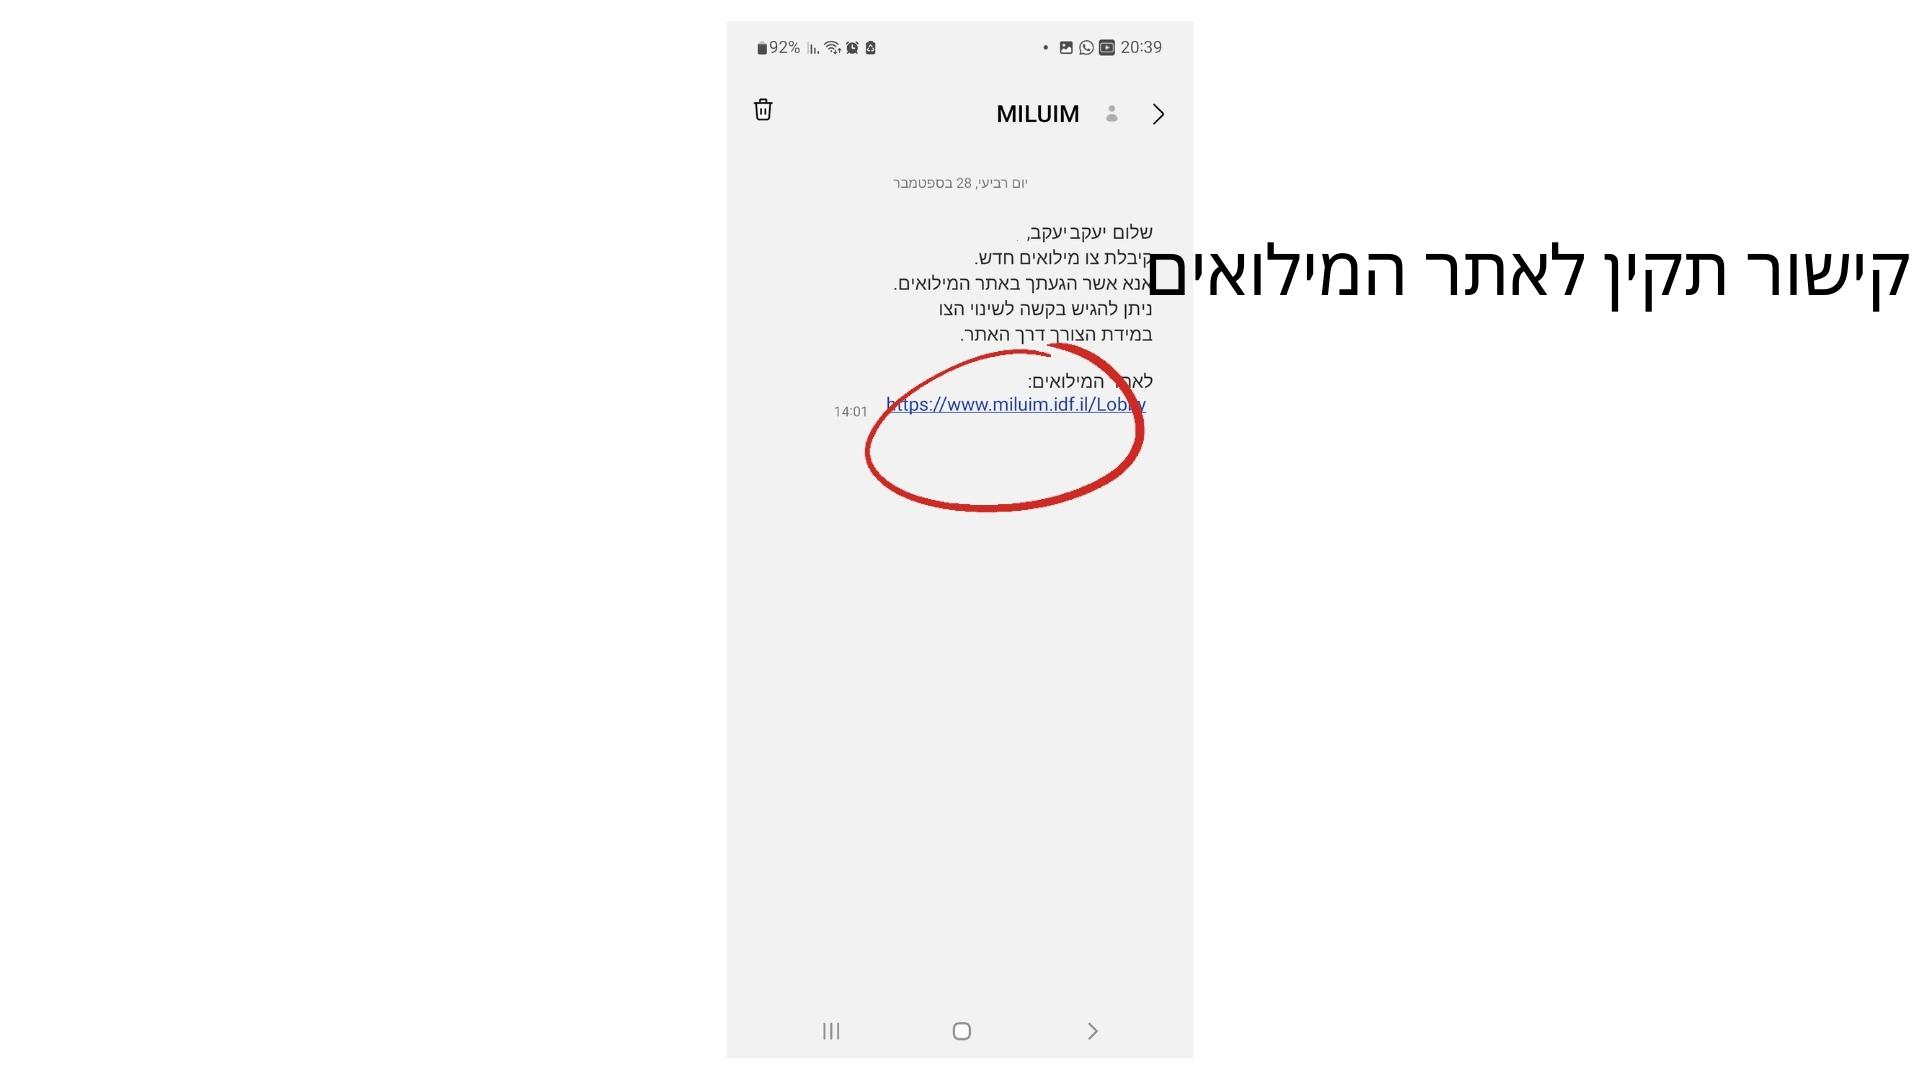 92%
20:39
MILUIM
יום רביעי, 28 בספטמבר
שלום יעקב יעקב,
קיבלת צו מילואים חדש.
אנא אשר הגעתך באתר המילואים.
ניתן להגיש בקשה לשינוי הצו
במידת הצורך דרך האתר.
לאתר המילואים:
https://www.miluim.idf.il/Lobby
14:01
קישור תקין לאתר המילואים